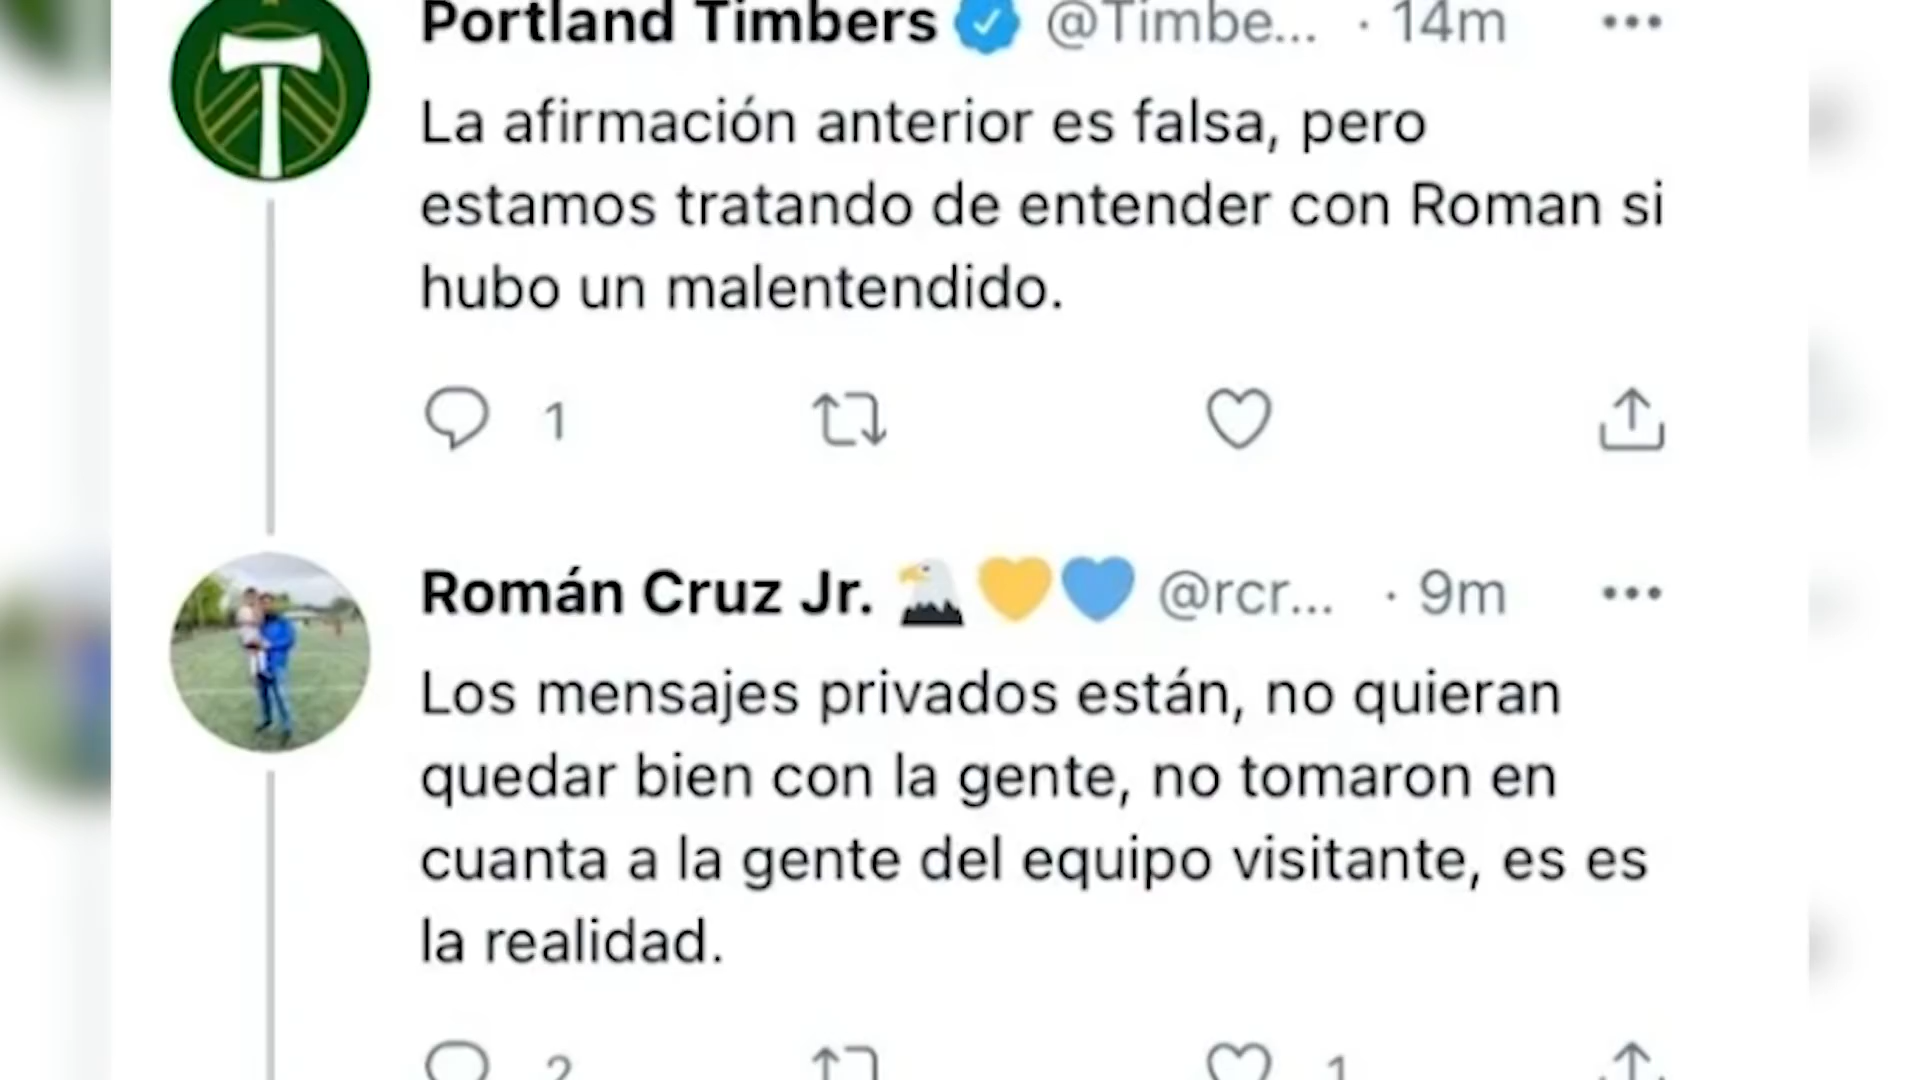 Portland Timbers @Timbe... · 14m
La afirmación anterior es falsa, pero
estamos tratando de entender con Roman si
hubo un malentendido.
1
Román Cruz Jr. 🦅💛💙 @rcr... · 9m
Los mensajes privados están, no quieran
quedar bien con la gente, no tomaron en
cuanta a la gente del equipo visitante, es es
la realidad.
2 1